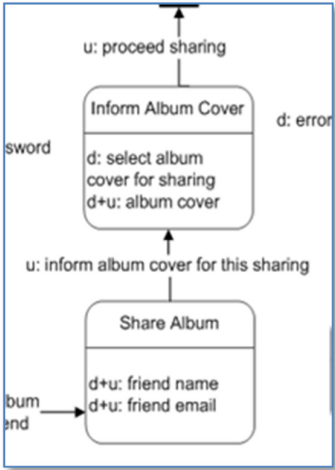 u: proceed sharing
Inform Album Cover
d: error
sword
d: select album
cover for sharing
d+u: album cover
u: inform album cover for this sharing
Share Album
d+u: friend name
d+u: friend email
bum
end